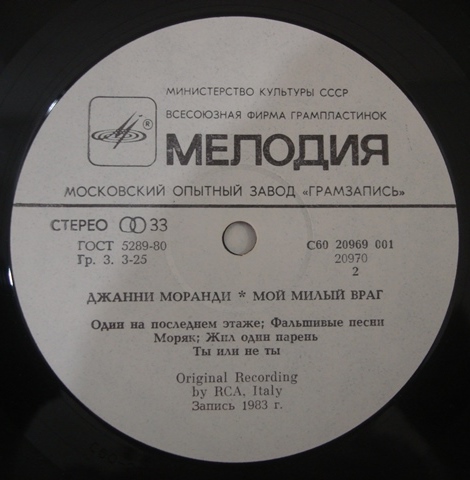 МИНИСТЕРСТВО КУЛЬТУРЫ СССР
ВСЕСОЮЗНАЯ ФИРМА ГРАМПЛАСТИНОК
® МЕЛОДИЯ
МОСКОВСКИЙ ОПЫТНЫЙ ЗАВОД «ГРАМЗАПИСЬ»
СТЕРЕО 33
ГОСТ 5289-80
Гр. 3. 3-25
С60 20969 001
20970
2
ДЖАННИ МОРАНДИ * МОЙ МИЛЫЙ ВРАГ
Один на последнем этаже; Фальшивые песни
Моряк; Жил один парень
Ты или не ты
Original Recording
by RCA, Italy
Запись 1983 г.